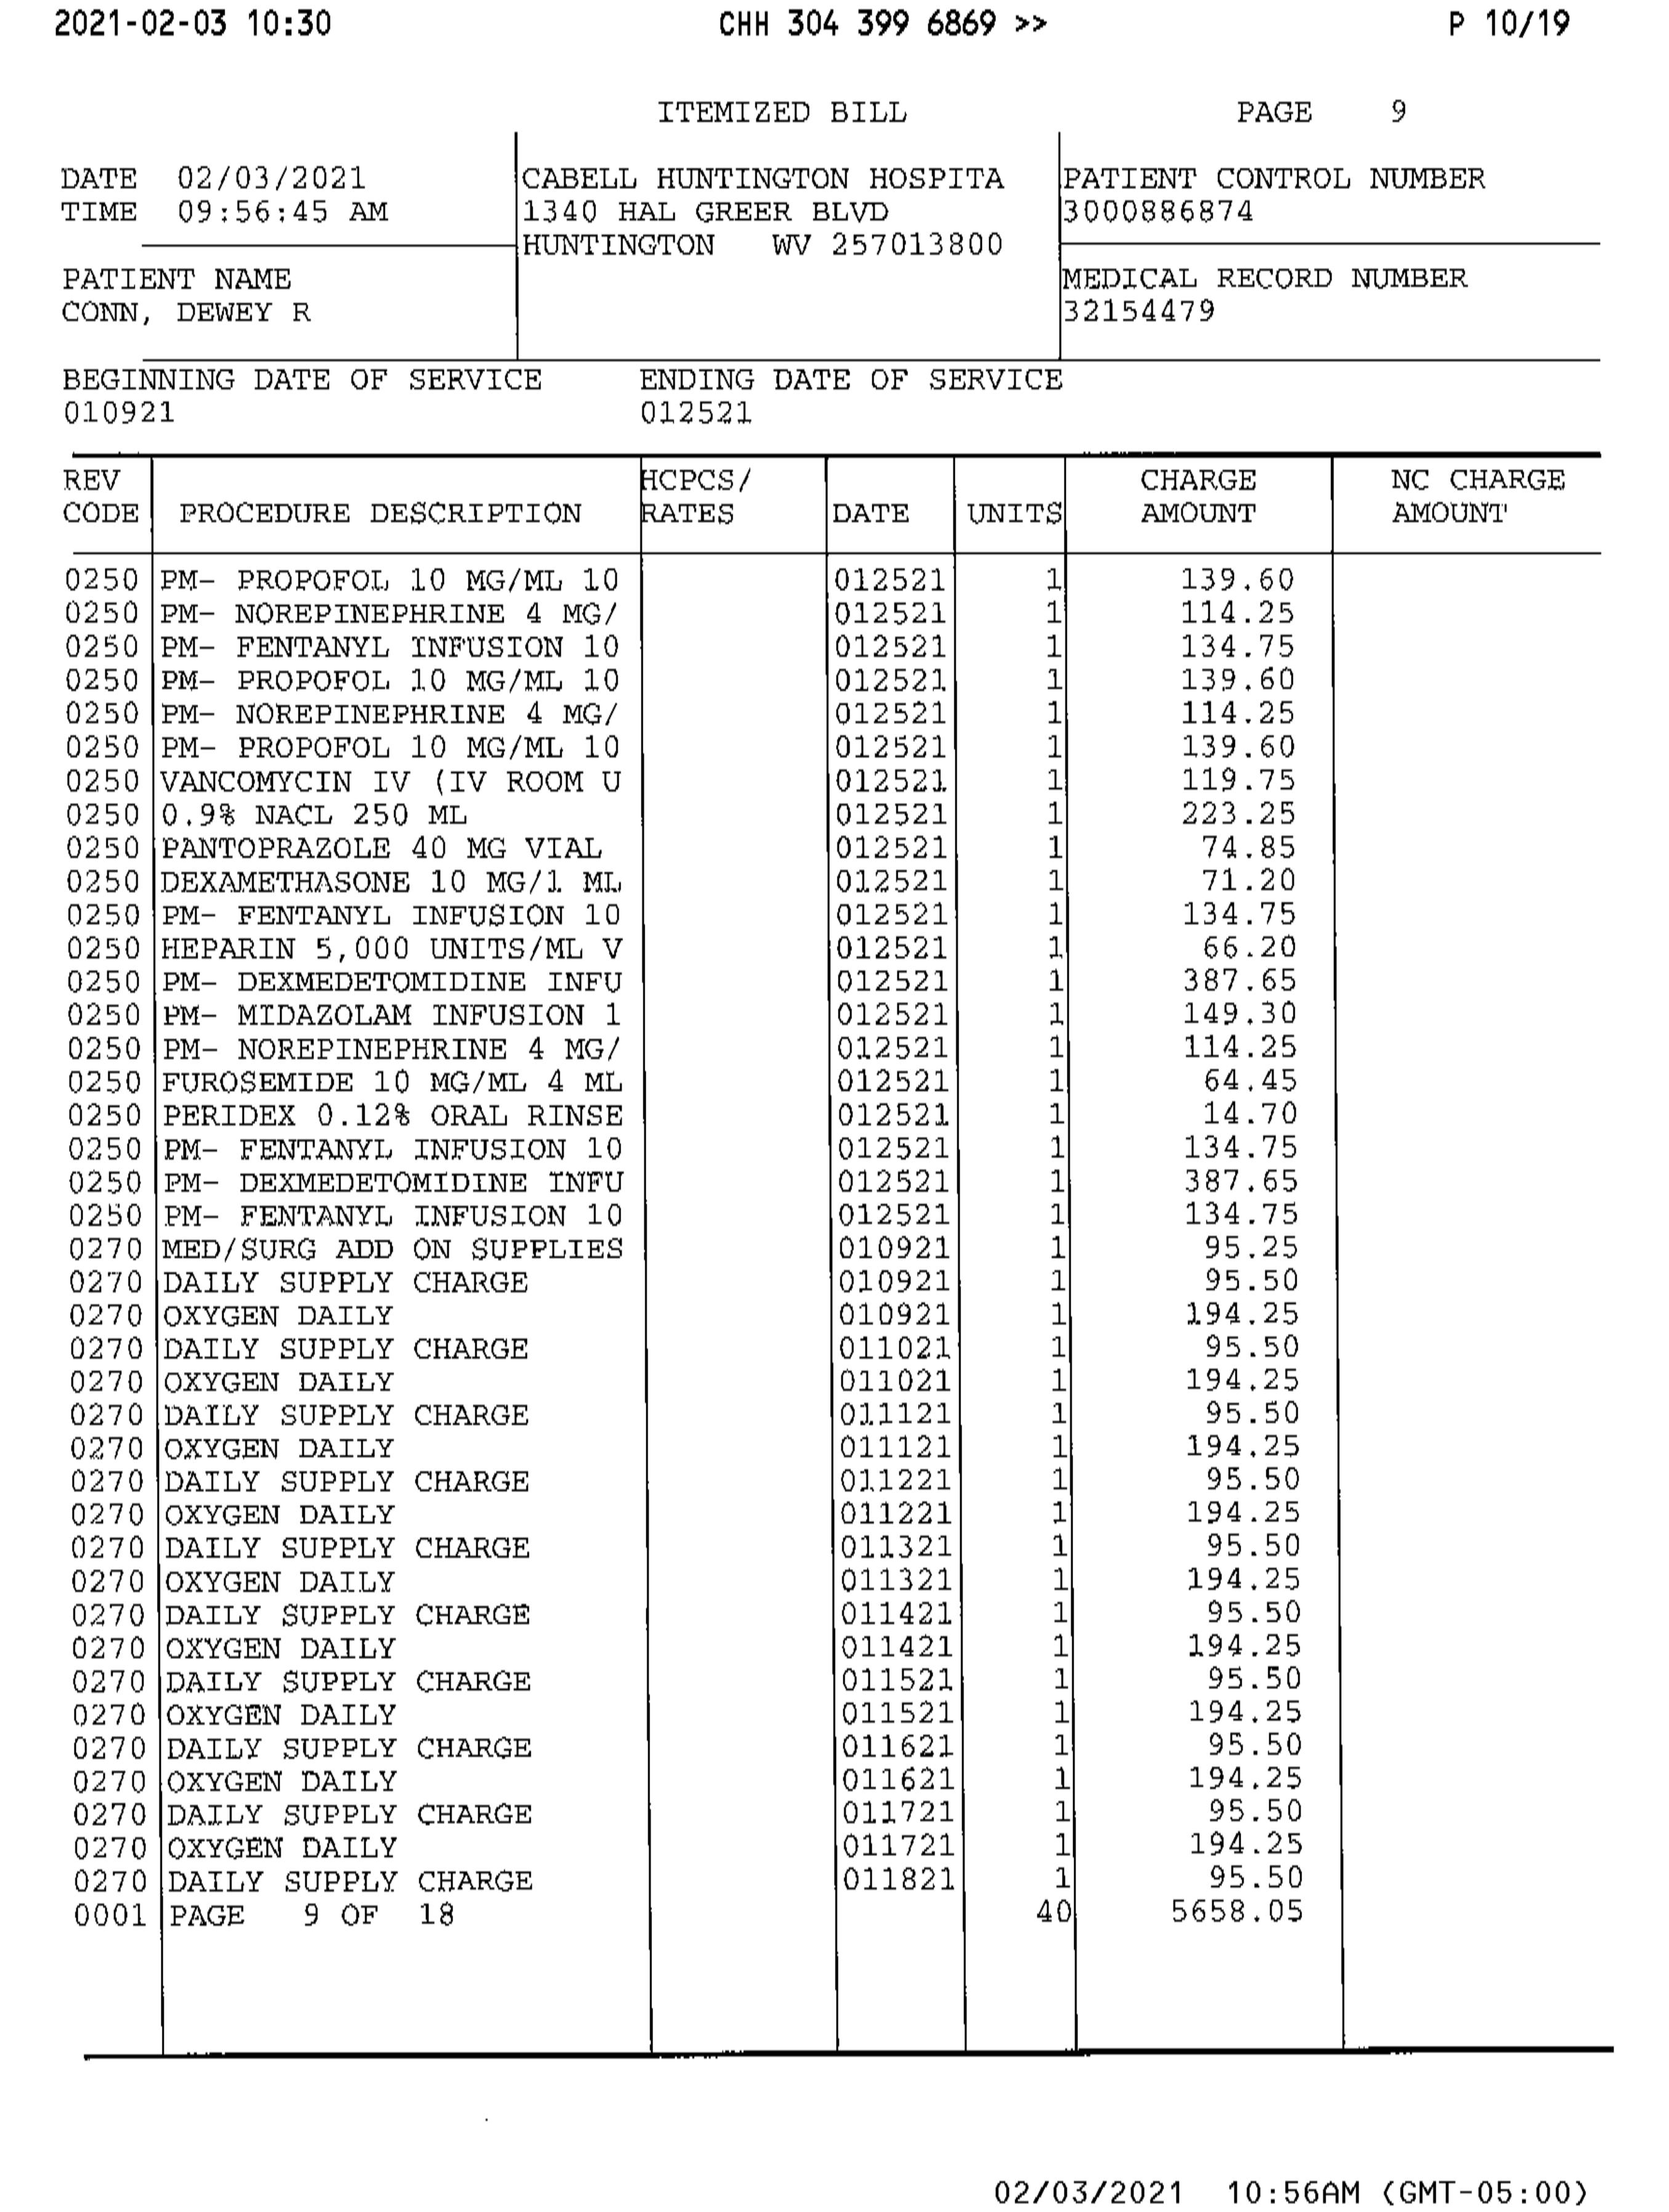 2021-02-03 10:30 CHH 304 399 6869 >> P 10/19
ITEMIZED BILL PAGE 9
DATE 02/03/2021 CABELL HUNTINGTON HOSPITA PATIENT CONTROL NUMBER
TIME 09:56:45 AM 1340 HAL GREER BLVD 3000886874
HUNTINGTON WV 257013800
PATIENT NAME MEDICAL RECORD NUMBER
CONN, DEWEY R 32154479
BEGINNING DATE OF SERVICE ENDING DATE OF SERVICE
010921 012521
REV HCPCS/ CHARGE NC CHARGE
CODE PROCEDURE DESCRIPTION RATES DATE UNITS AMOUNT AMOUNT
0250 PM- PROPOFOL 10 MG/ML 10 012521 1 139.60
0250 PM- NOREPINEPHRINE 4 MG/ 012521 1 114.25
0250 PM- FENTANYL INFUSION 10 012521 1 134.75
0250 PM- PROPOFOL 10 MG/ML 10 012521 1 139.60
0250 PM- NOREPINEPHRINE 4 MG/ 012521 1 114.25
0250 PM- PROPOFOL 10 MG/ML 10 012521 1 139.60
0250 VANCOMYCIN IV (IV ROOM U 012521 1 119.75
0250 0.9% NACL 250 ML 012521 1 223.25
0250 PANTOPRAZOLE 40 MG VIAL 012521 1 74.85
0250 DEXAMETHASONE 10 MG/1 ML 012521 1 71.20
0250 PM- FENTANYL INFUSION 10 012521 1 134.75
0250 HEPARIN 5,000 UNITS/ML V 012521 1 66.20
0250 PM- DEXMEDETOMIDINE INFU 012521 1 387.65
0250 PM- MIDAZOLAM INFUSION 1 012521 1 149.30
0250 PM- NOREPINEPHRINE 4 MG/ 012521 1 114.25
0250 FUROSEMIDE 10 MG/ML 4 ML 012521 1 64.45
0250 PERIDEX 0.12% ORAL RINSE 012521 1 14.70
0250 PM- FENTANYL INFUSION 10 012521 1 134.75
0250 PM- DEXMEDETOMIDINE INFU 012521 1 387.65
0250 PM- FENTANYL INFUSION 10 012521 1 134.75
0270 MED/SURG ADD ON SUPPLIES 010921 1 95.25
0270 DAILY SUPPLY CHARGE 010921 1 95.50
0270 OXYGEN DAILY 010921 1 194.25
0270 DAILY SUPPLY CHARGE 011021 1 95.50
0270 OXYGEN DAILY 011021 1 194.25
0270 DAILY SUPPLY CHARGE 011121 1 95.50
0270 OXYGEN DAILY 011121 1 194.25
0270 DAILY SUPPLY CHARGE 011221 1 95.50
0270 OXYGEN DAILY 011221 1 194.25
0270 DAILY SUPPLY CHARGE 011321 1 95.50
0270 OXYGEN DAILY 011321 1 194.25
0270 DAILY SUPPLY CHARGE 011421 1 95.50
0270 OXYGEN DAILY 011421 1 194.25
0270 DAILY SUPPLY CHARGE 011521 1 95.50
0270 OXYGEN DAILY 011521 1 194.25
0270 DAILY SUPPLY CHARGE 011621 1 95.50
0270 OXYGEN DAILY 011621 1 194.25
0270 DAILY SUPPLY CHARGE 011721 1 95.50
0270 OXYGEN DAILY 011721 1 194.25
0270 DAILY SUPPLY CHARGE 011821 1 95.50
0001 PAGE 9 OF 18 40 5658.05
02/03/2021 10:56AM (GMT-05:00)